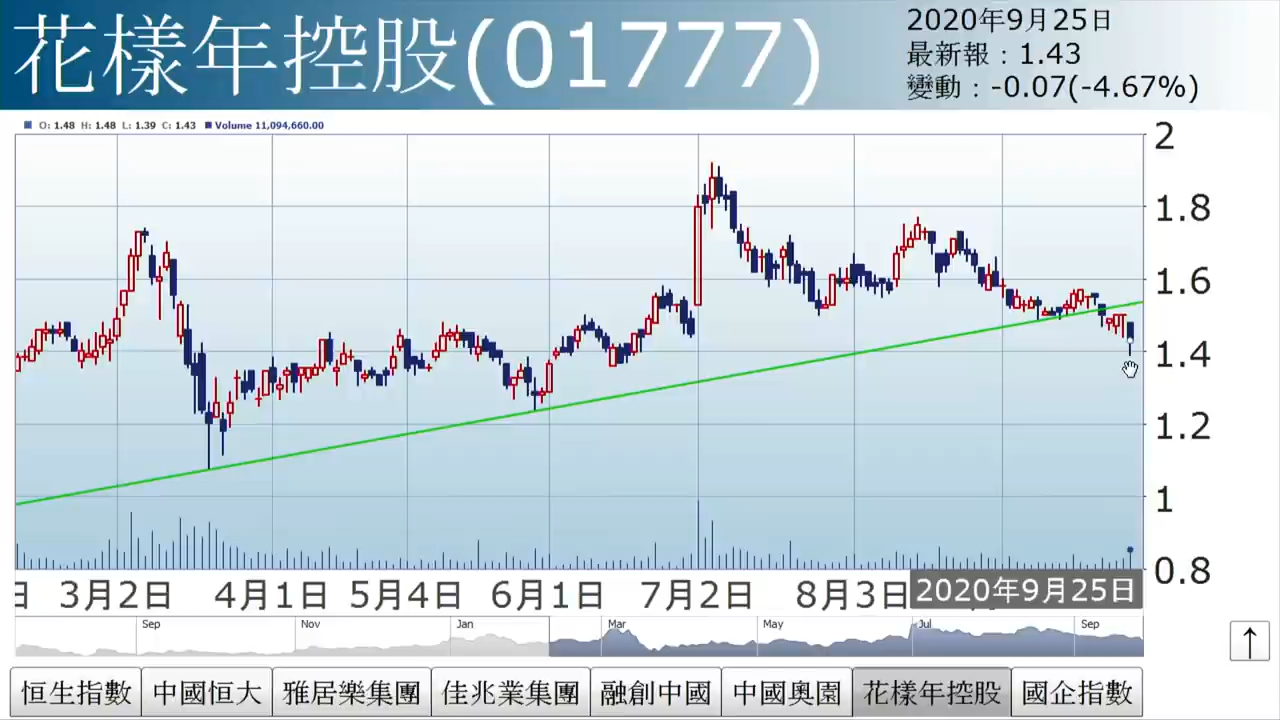 花樣年控股(01777)
2020年9月25日
最新報：1.43
變動：-0.07(-4.67%)
O: 1.48 H: 1.48 L: 1.39 C: 1.43 Volume 11,094,660.00
2
1.8
1.6
1.4
1.2
1
0.8
日 3月2日 4月1日 5月4日 6月1日 7月2日 8月3日 2020年9月25日
Sep Nov Jan Mar May Jul Sep
↑
恒生指數 中國恒大 雅居樂集團 佳兆業集團 融創中國 中國奧園 花樣年控股 國企指數